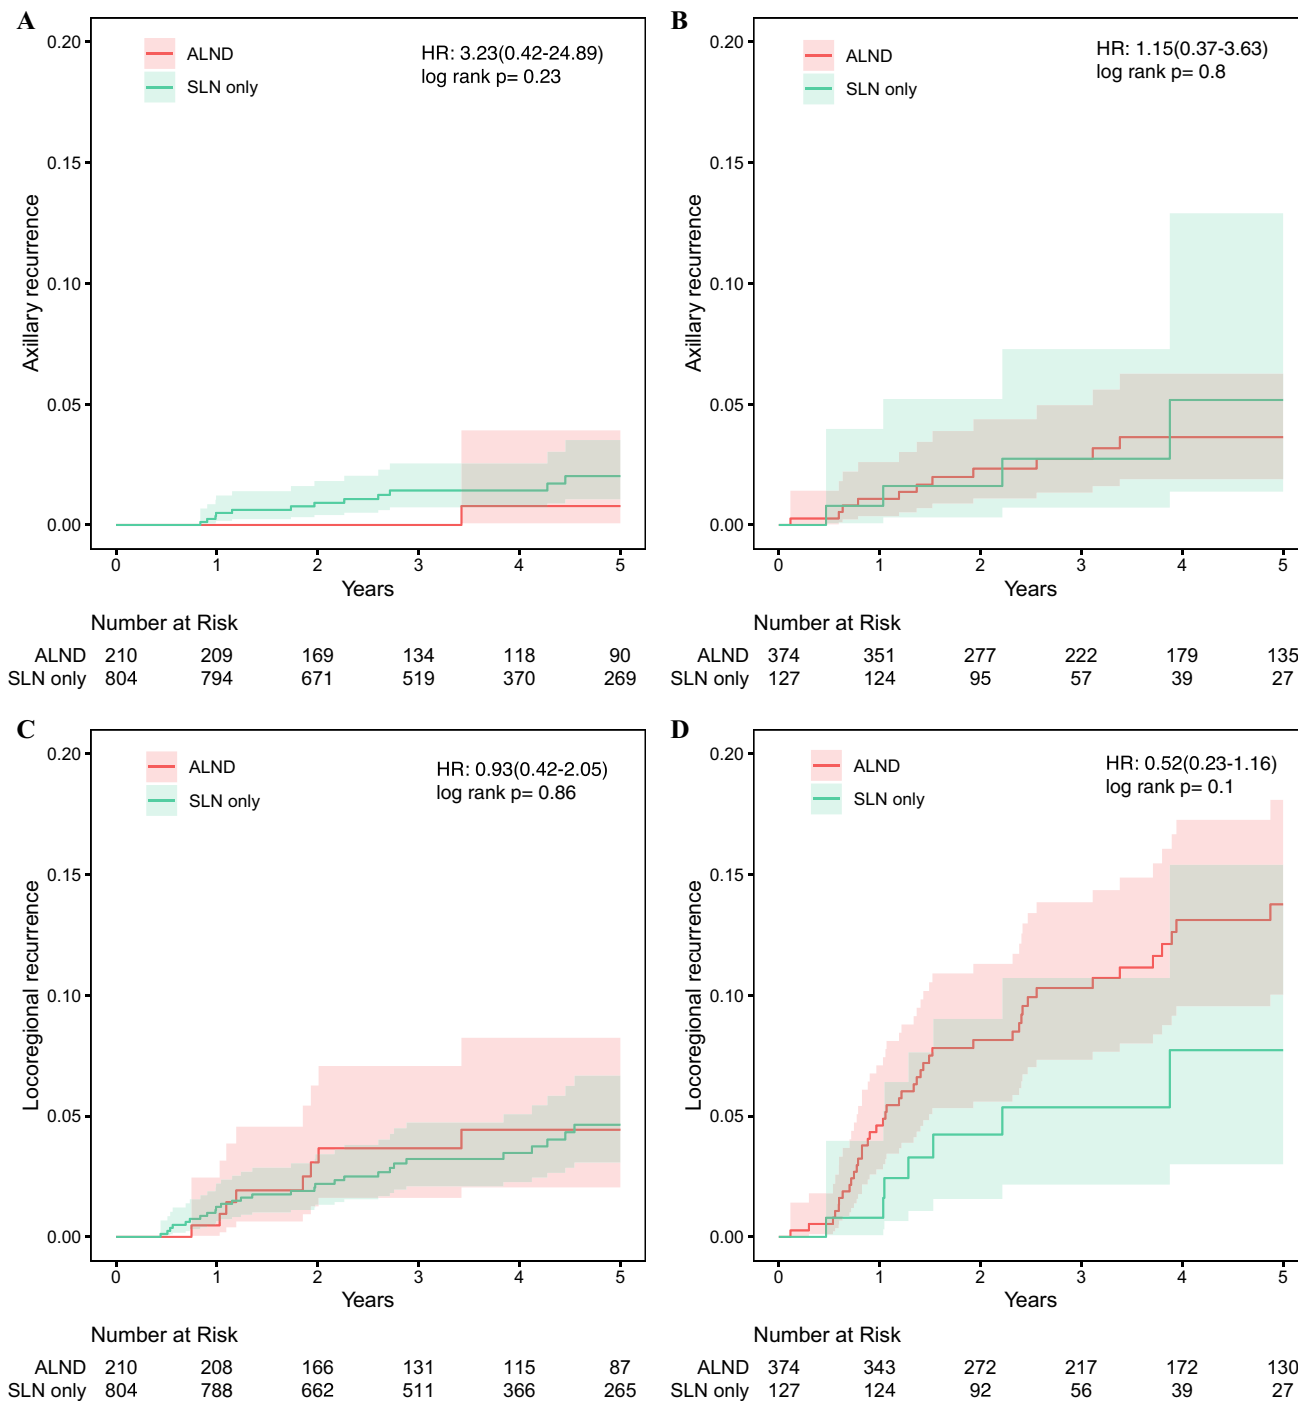 A
ALND
SLN only
HR: 3.23(0.42-24.89)
log rank p= 0.23
0.20
0.15
0.10
0.05
0.00
Axillary recurrence
0 1 2 3 4 5
Years
Number at Risk
ALND 210 209 169 134 118 90
SLN only 804 794 671 519 370 269
B
ALND
SLN only
HR: 1.15(0.37-3.63)
log rank p= 0.8
0.20
0.15
0.10
0.05
0.00
Axillary recurrence
0 1 2 3 4 5
Years
Number at Risk
ALND 374 351 277 222 179 135
SLN only 127 124 95 57 39 27
C
ALND
SLN only
HR: 0.93(0.42-2.05)
log rank p= 0.86
0.20
0.15
0.10
0.05
0.00
Locoregional recurrence
0 1 2 3 4 5
Years
Number at Risk
ALND 210 208 166 131 115 87
SLN only 804 788 662 511 366 265
D
ALND
SLN only
HR: 0.52(0.23-1.16)
log rank p= 0.1
0.20
0.15
0.10
0.05
0.00
Locoregional recurrence
0 1 2 3 4 5
Years
Number at Risk
ALND 374 343 272 217 172 130
SLN only 127 124 92 56 39 27